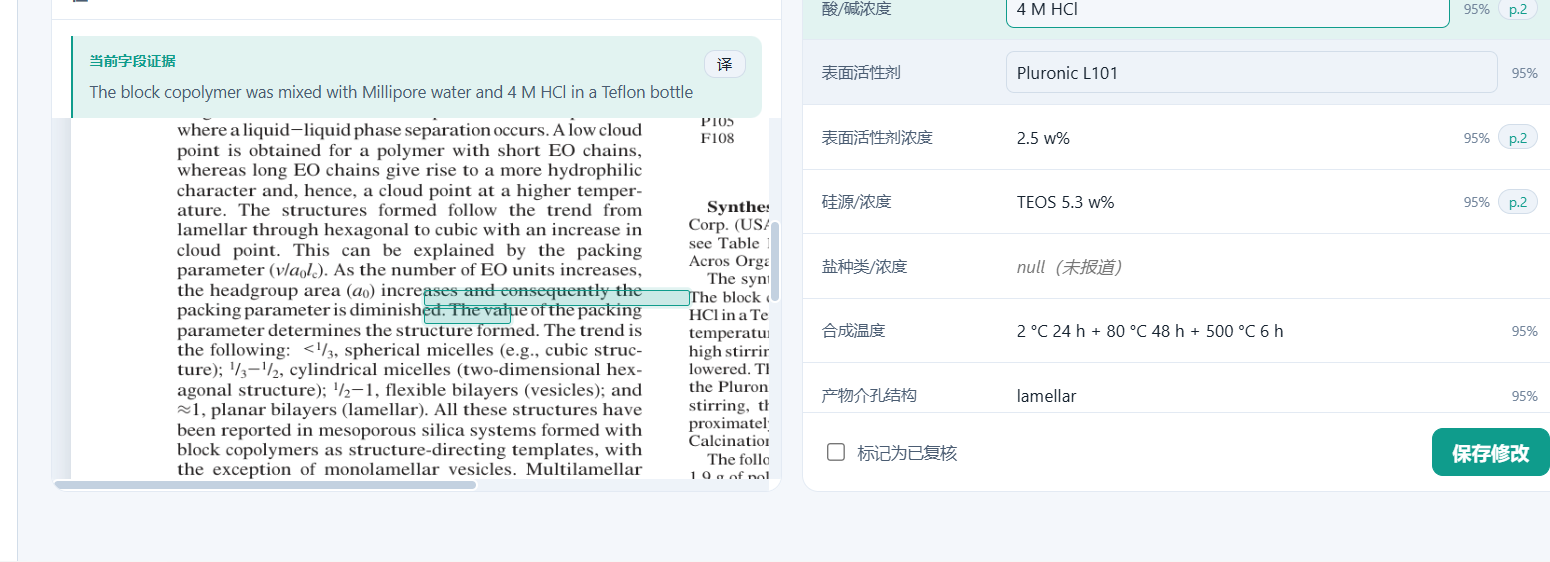 当前字段证据
译
The block copolymer was mixed with Millipore water and 4 M HCl in a Teflon bottle
where a liquid−liquid phase separation occurs. A low cloud
point is obtained for a polymer with short EO chains,
whereas long EO chains give rise to a more hydrophilic
character and, hence, a cloud point at a higher temper-
ature. The structures formed follow the trend from
lamellar through hexagonal to cubic with an increase in
cloud point. This can be explained by the packing
parameter (v/a₀l꜀). As the number of EO units increases,
the headgroup area (a₀) increases and consequently the
packing parameter is diminished. The value of the packing
parameter determines the structure formed. The trend is
the following: <¹/₃, spherical micelles (e.g., cubic struc-
ture); ¹/₃−¹/₂, cylindrical micelles (two-dimensional hex-
agonal structure); ¹/₂−1, flexible bilayers (vesicles); and
≈1, planar bilayers (lamellar). All these structures have
been reported in mesoporous silica systems formed with
block copolymers as structure-directing templates, with
the exception of monolamellar vesicles. Multilamellar
P105
F108
Synthes
Corp. (USA
see Table
Acros Orga
The synt
The block c
HCl in a Te
temperatur
high stirrin
lowered. Th
the Pluron
stirring, th
proximately
Calcination
The follo
1.9 g of pol
酸/碱浓度 4 M HCl 95% p.2
表面活性剂 Pluronic L101 95%
表面活性剂浓度 2.5 w% 95% p.2
硅源/浓度 TEOS 5.3 w% 95% p.2
盐种类/浓度 null（未报道）
合成温度 2 °C 24 h + 80 °C 48 h + 500 °C 6 h 95%
产物介孔结构 lamellar 95%
标记为已复核 保存修改